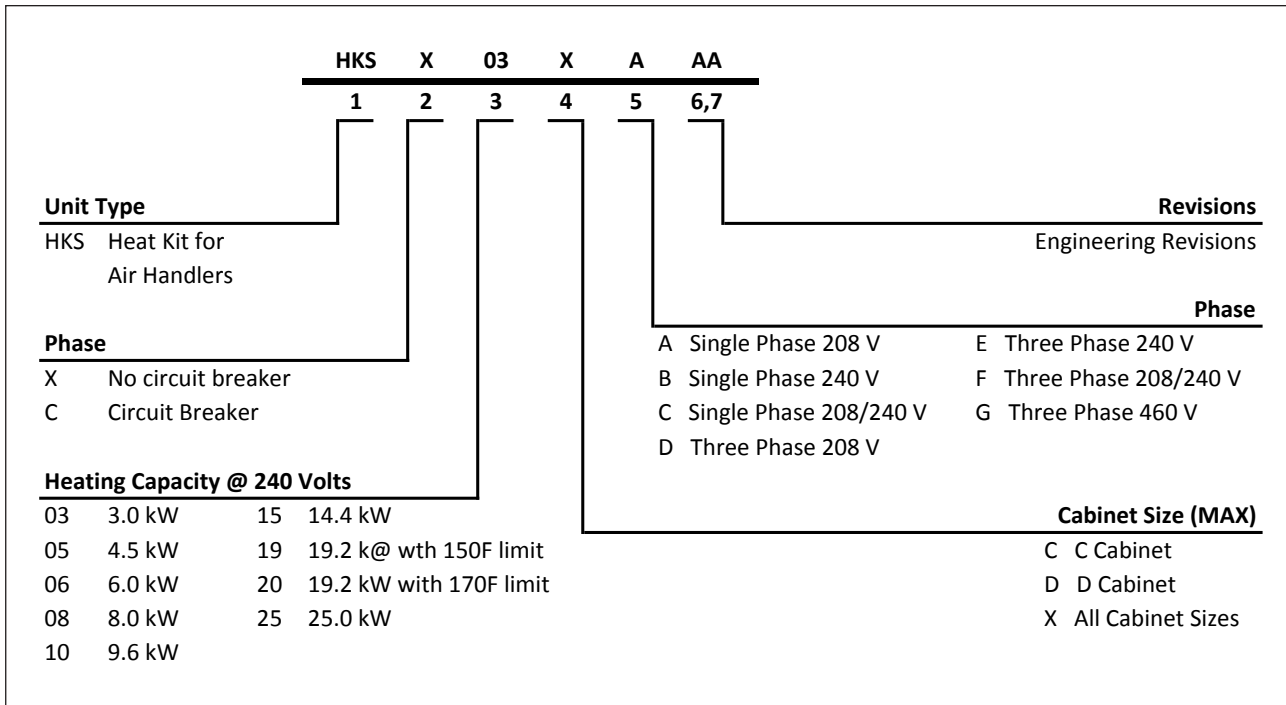 HKS X 03 X A AA
1 2 3 4 5 6,7
Unit Type
HKS Heat Kit for
Air Handlers
Phase
X No circuit breaker
C Circuit Breaker
Heating Capacity @ 240 Volts
03 3.0 kW 15 14.4 kW
05 4.5 kW 19 19.2 k@ wth 150F limit
06 6.0 kW 20 19.2 kW with 170F limit
08 8.0 kW 25 25.0 kW
10 9.6 kW
Revisions
Engineering Revisions
Phase
A Single Phase 208 V E Three Phase 240 V
B Single Phase 240 V F Three Phase 208/240 V
C Single Phase 208/240 V G Three Phase 460 V
D Three Phase 208 V
Cabinet Size (MAX)
C C Cabinet
D D Cabinet
X All Cabinet Sizes